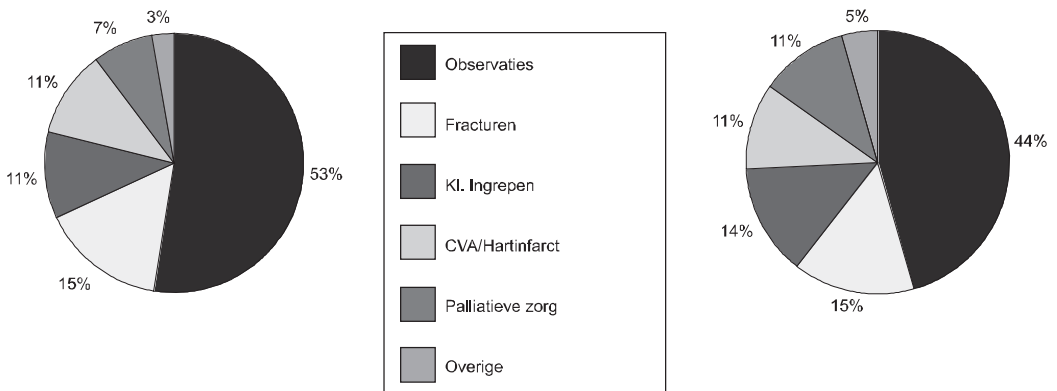 3%
7%
11%
11%
15%
53%
Observaties
Fracturen
Kl. Ingrepen
CVA/Hartinfarct
Palliatieve zorg
Overige
5%
11%
11%
14%
15%
44%